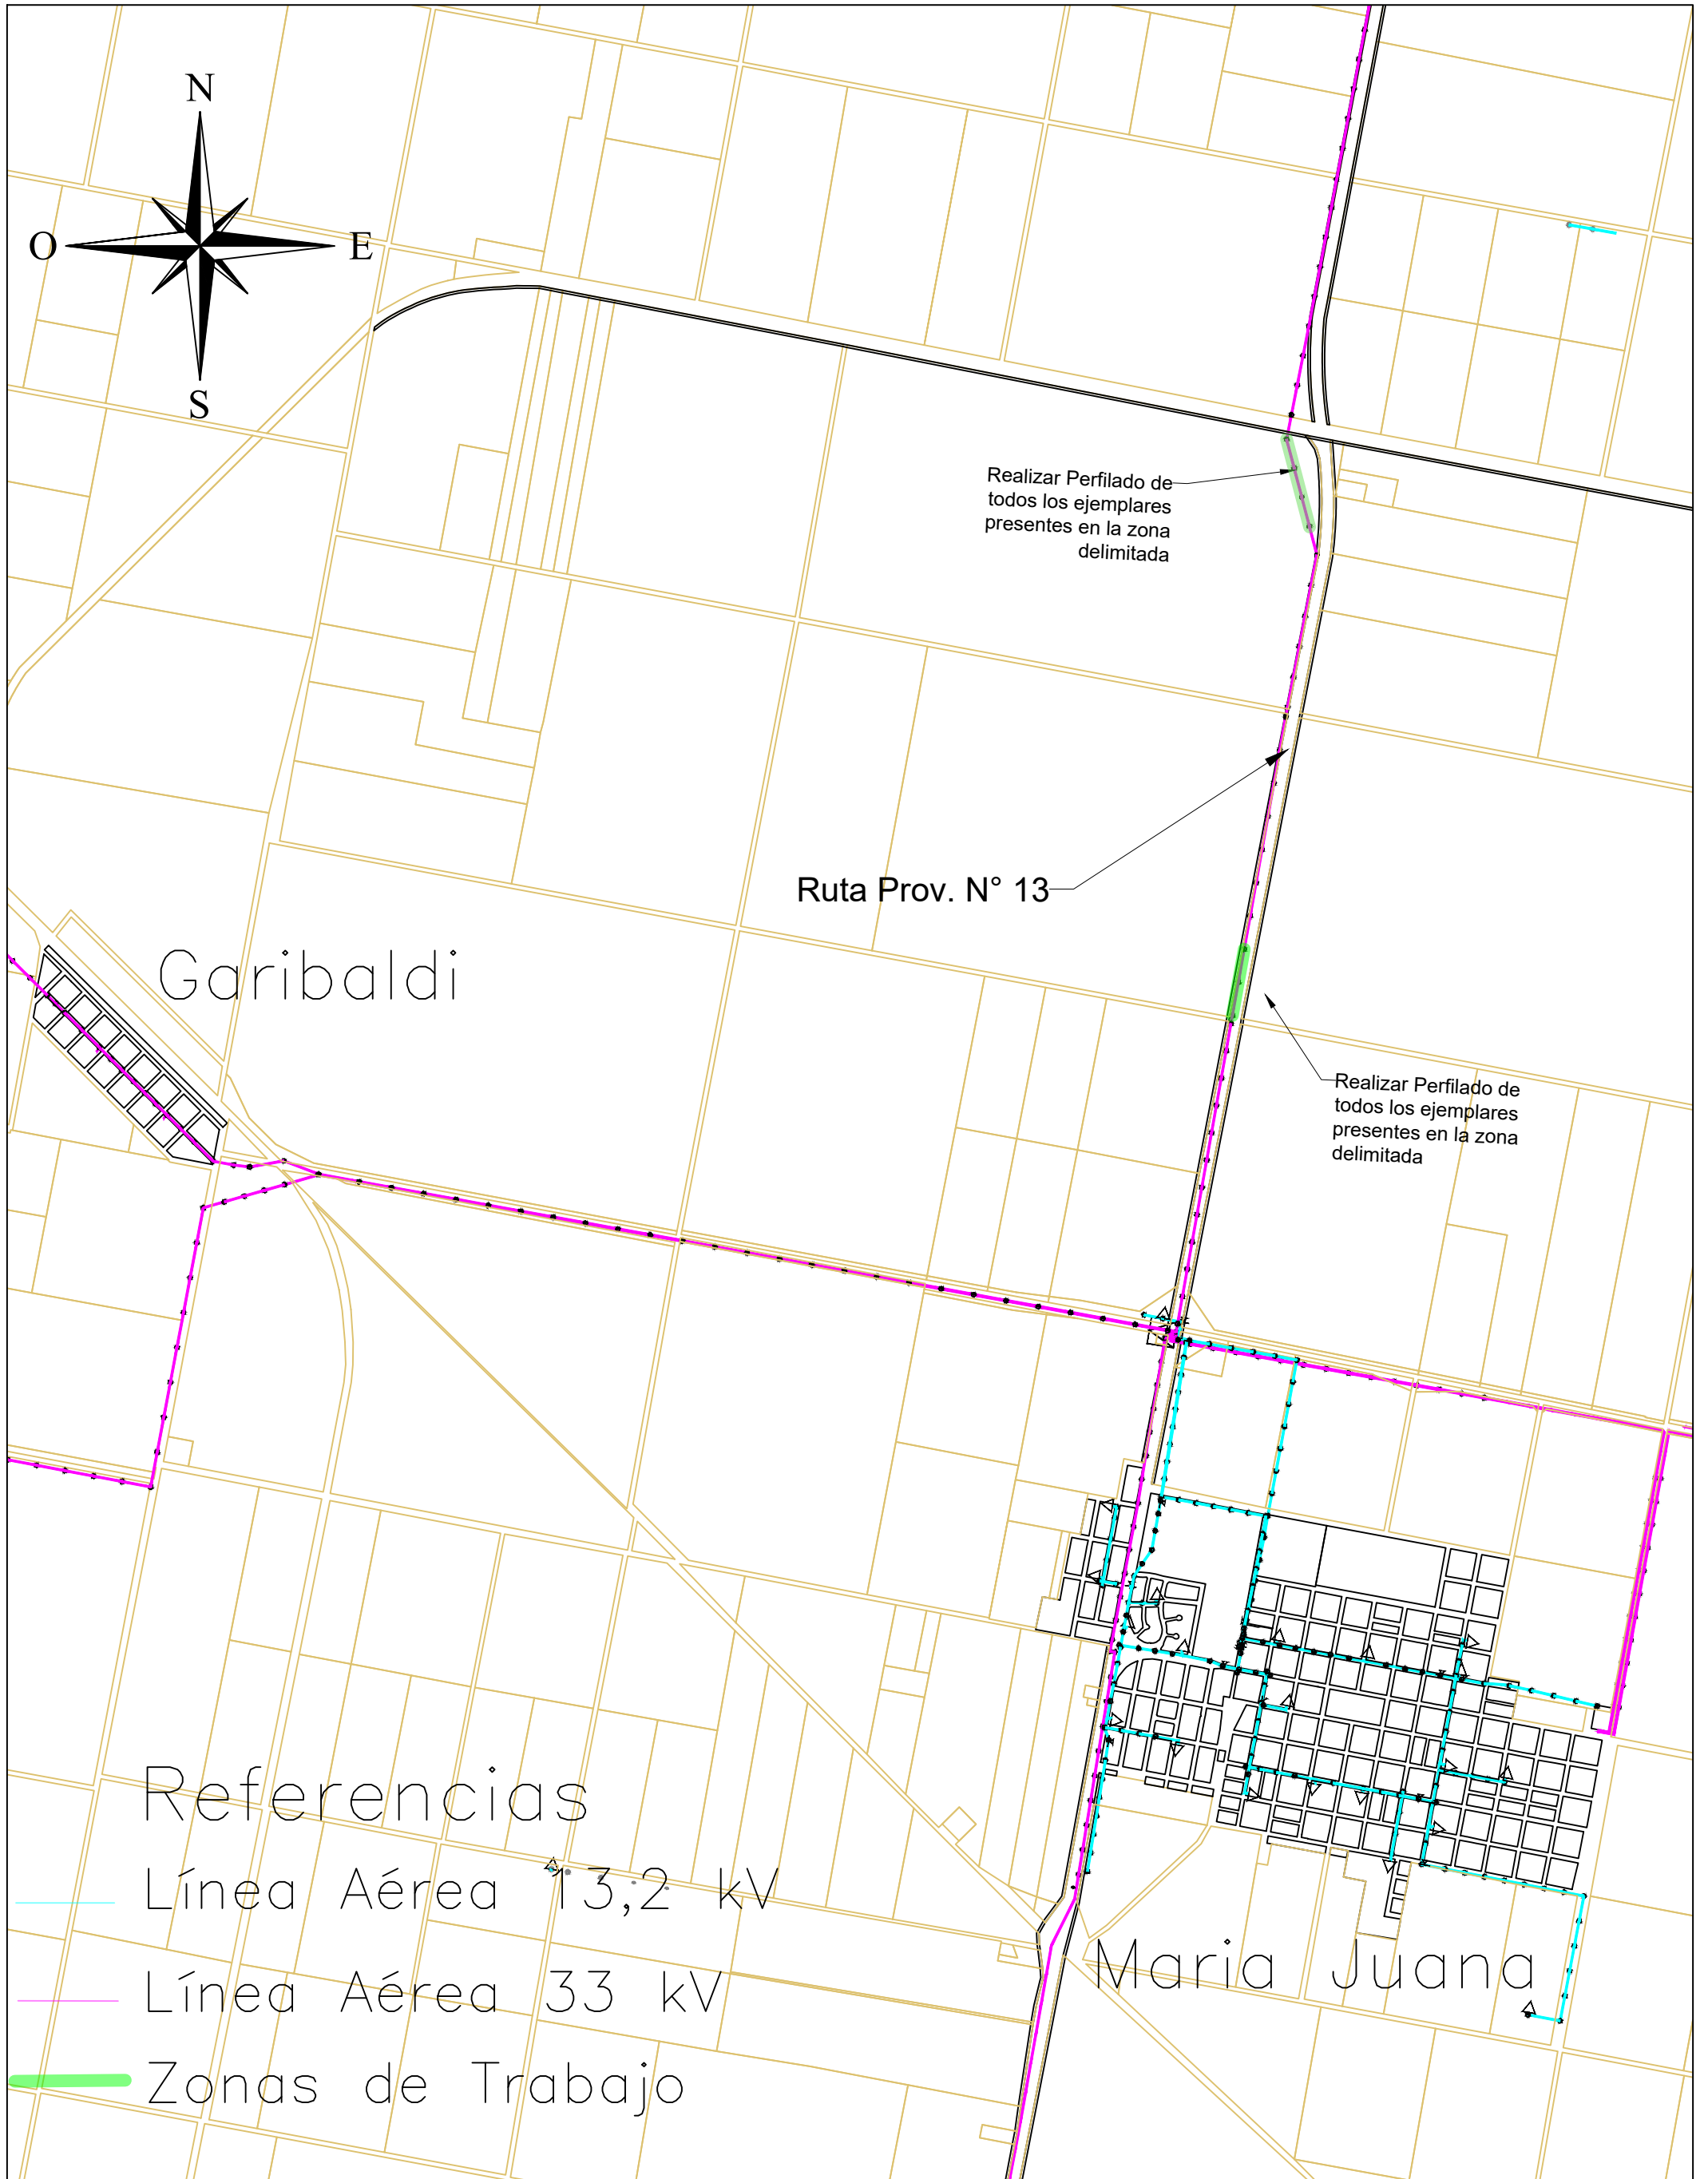 N
O
E
S
Realizar Perfilado de
todos los ejemplares
presentes en la zona
delimitada
Ruta Prov. N° 13
Garibaldi
Realizar Perfilado de
todos los ejemplares
presentes en la zona
delimitada
Referencias
Línea Aérea 13,2 kV
Línea Aérea 33 kV
Zonas de Trabajo
Maria Juana